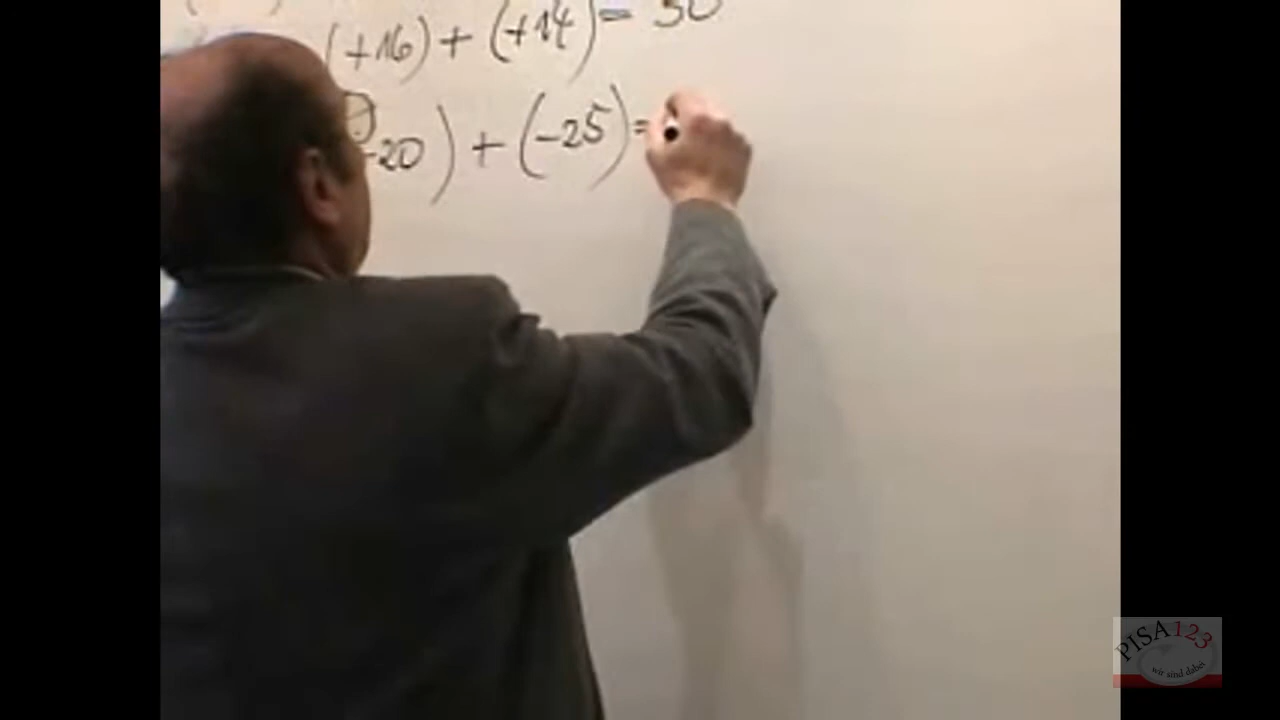 (+16) + (+14) = 30
-20) + (-25) =
PISA123
wir sind dabei